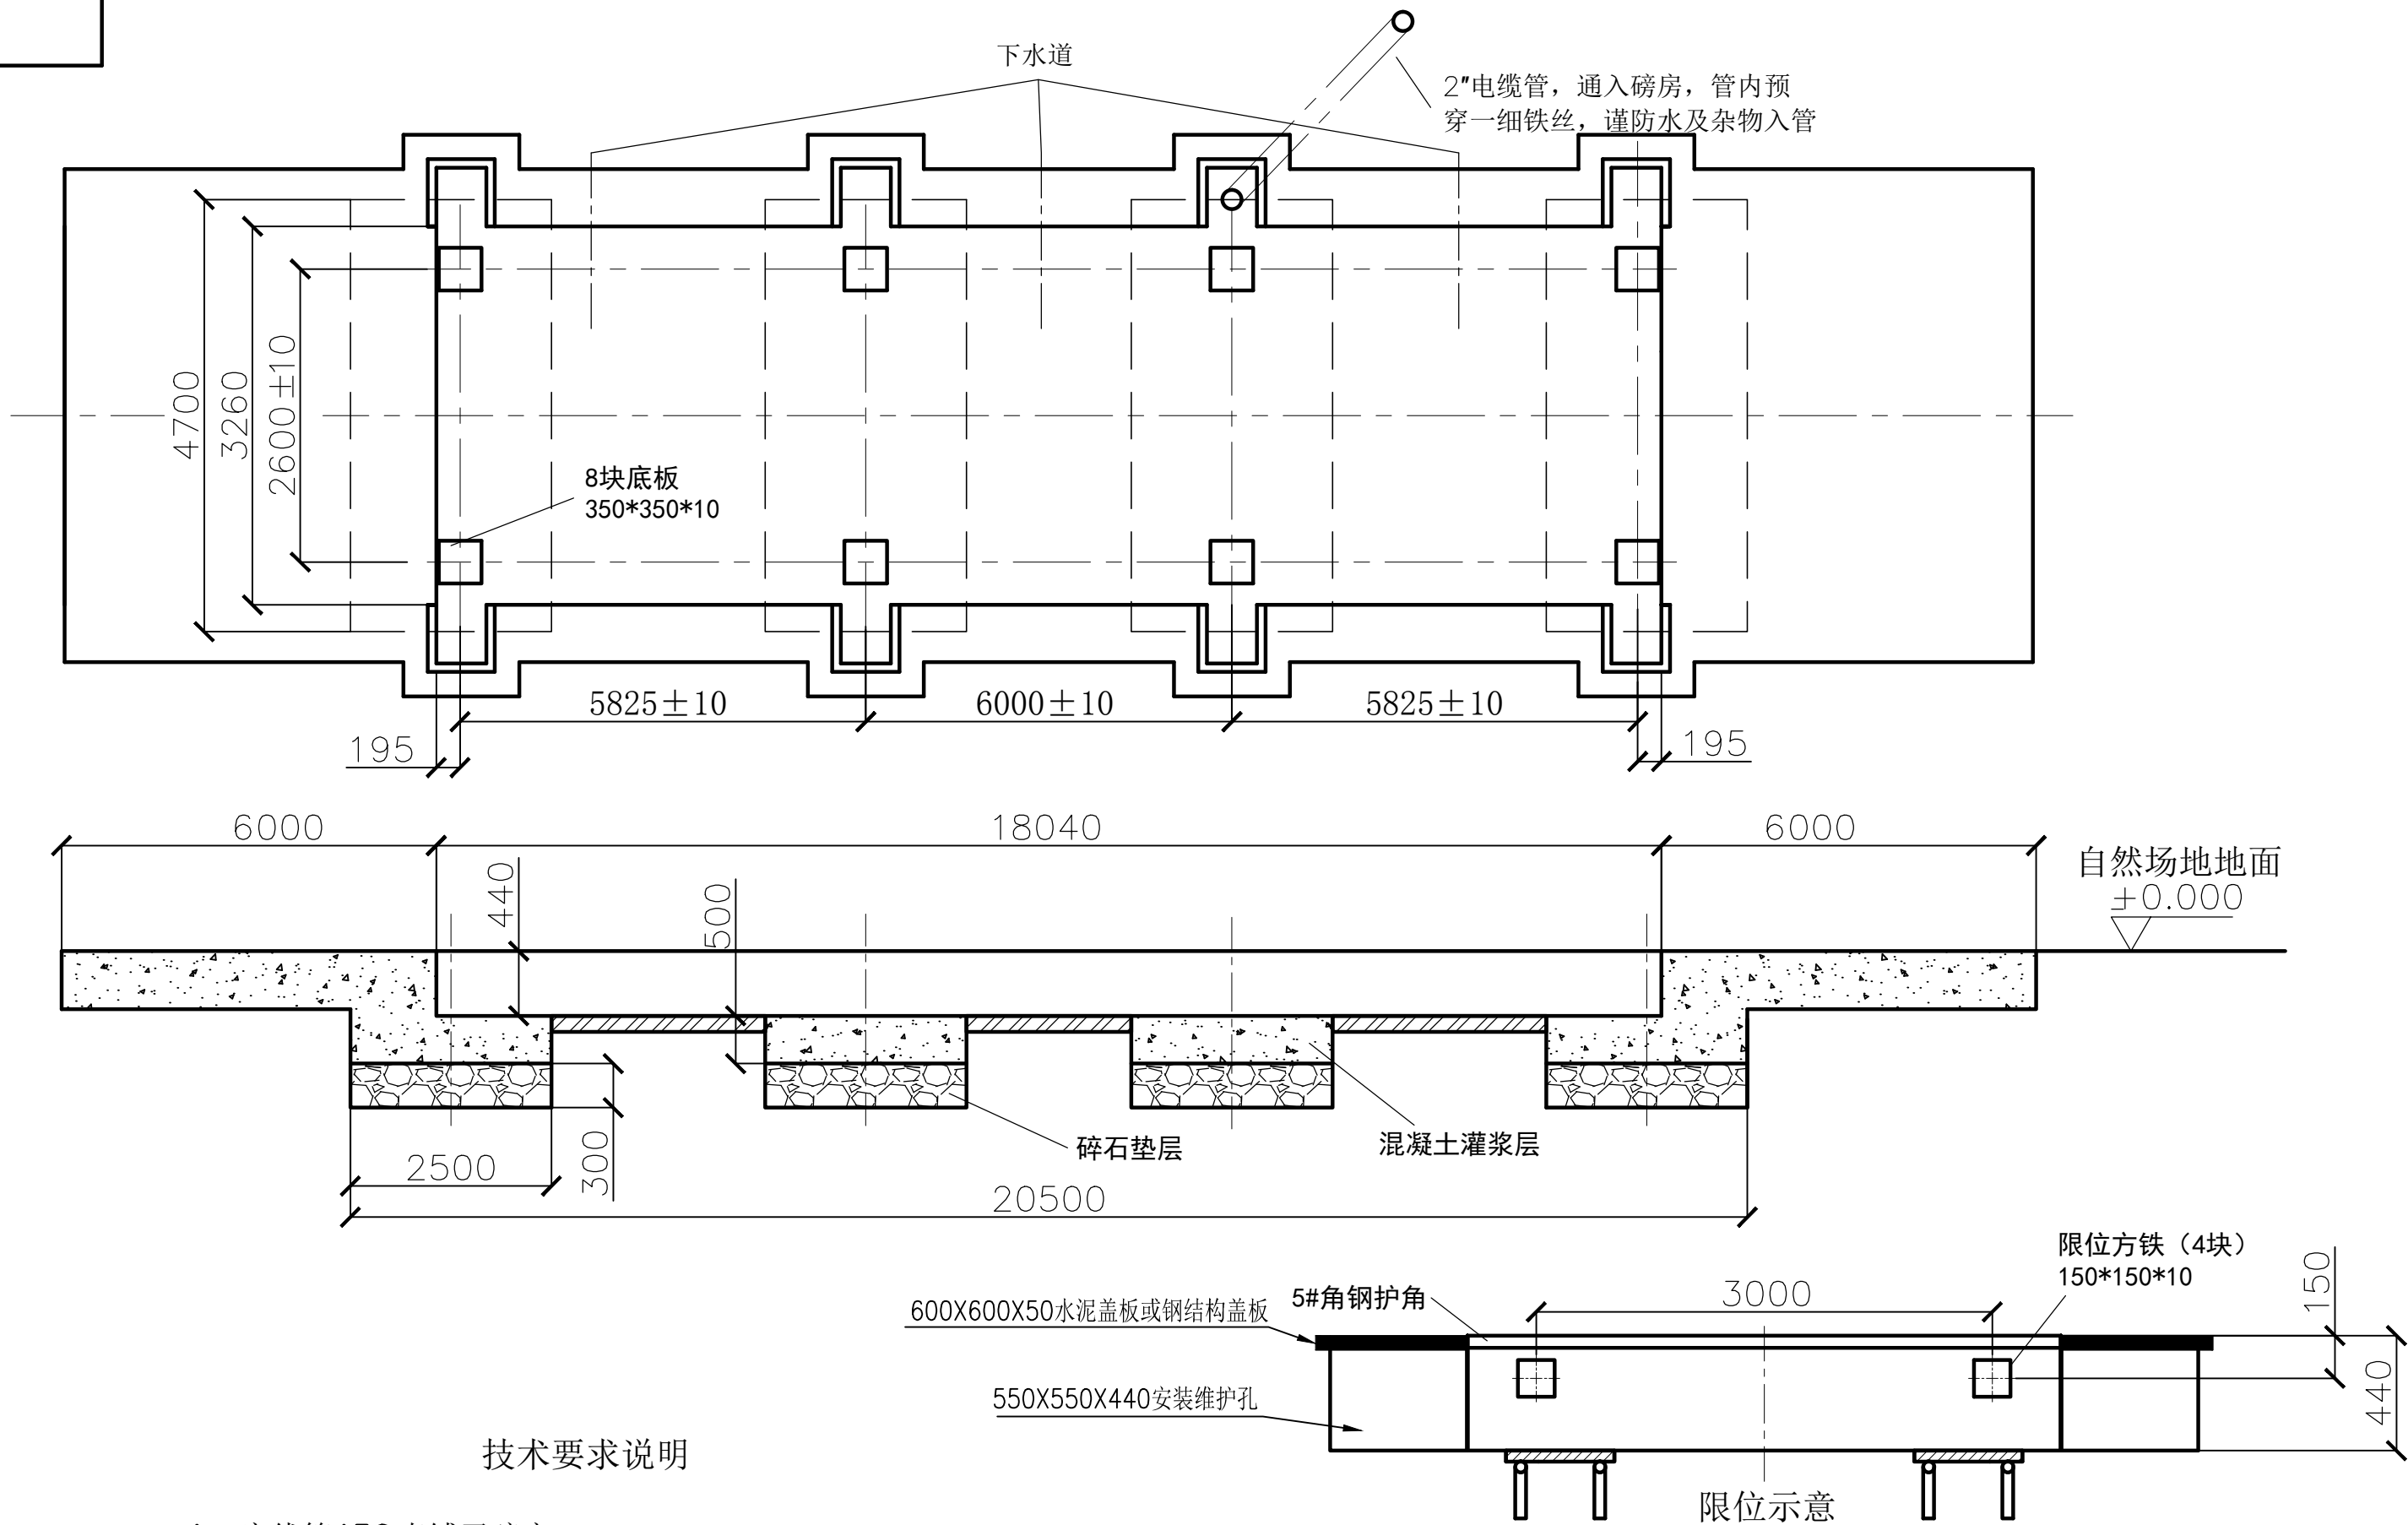 下水道
2"电缆管，通入磅房，管内预
穿一细铁丝，谨防水及杂物入管
4700
3260
2600±10
8块底板
350*350*10
5825±10
6000±10
5825±10
195
195
6000
18040
6000
440
500
自然场地地面
±0.000
碎石垫层
混凝土灌浆层
2500
300
20500
限位方铁（4块）
150*150*10
600X600X50水泥盖板或钢结构盖板
5#角钢护角
3000
150
440
550X550X440安装维护孔
技术要求说明
限位示意